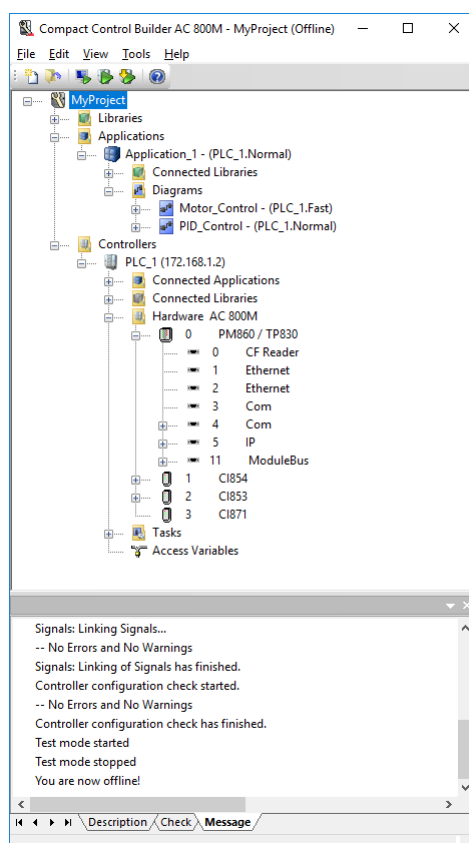 Compact Control Builder AC 800M - MyProject (Offline)
File Edit View Tools Help
MyProject
Libraries
Applications
Application_1 - (PLC_1.Normal)
Connected Libraries
Diagrams
Motor_Control - (PLC_1.Fast)
PID_Control - (PLC_1.Normal)
Controllers
PLC_1 (172.168.1.2)
Connected Applications
Connected Libraries
Hardware AC 800M
0 PM860 / TP830
0 CF Reader
1 Ethernet
2 Ethernet
3 Com
4 Com
5 IP
11 ModuleBus
1 CI854
2 CI853
3 CI871
Tasks
Access Variables
Signals: Linking Signals...
-- No Errors and No Warnings
Signals: Linking of Signals has finished.
Controller configuration check started.
-- No Errors and No Warnings
Controller configuration check has finished.
Test mode started
Test mode stopped
You are now offline!
Description Check Message